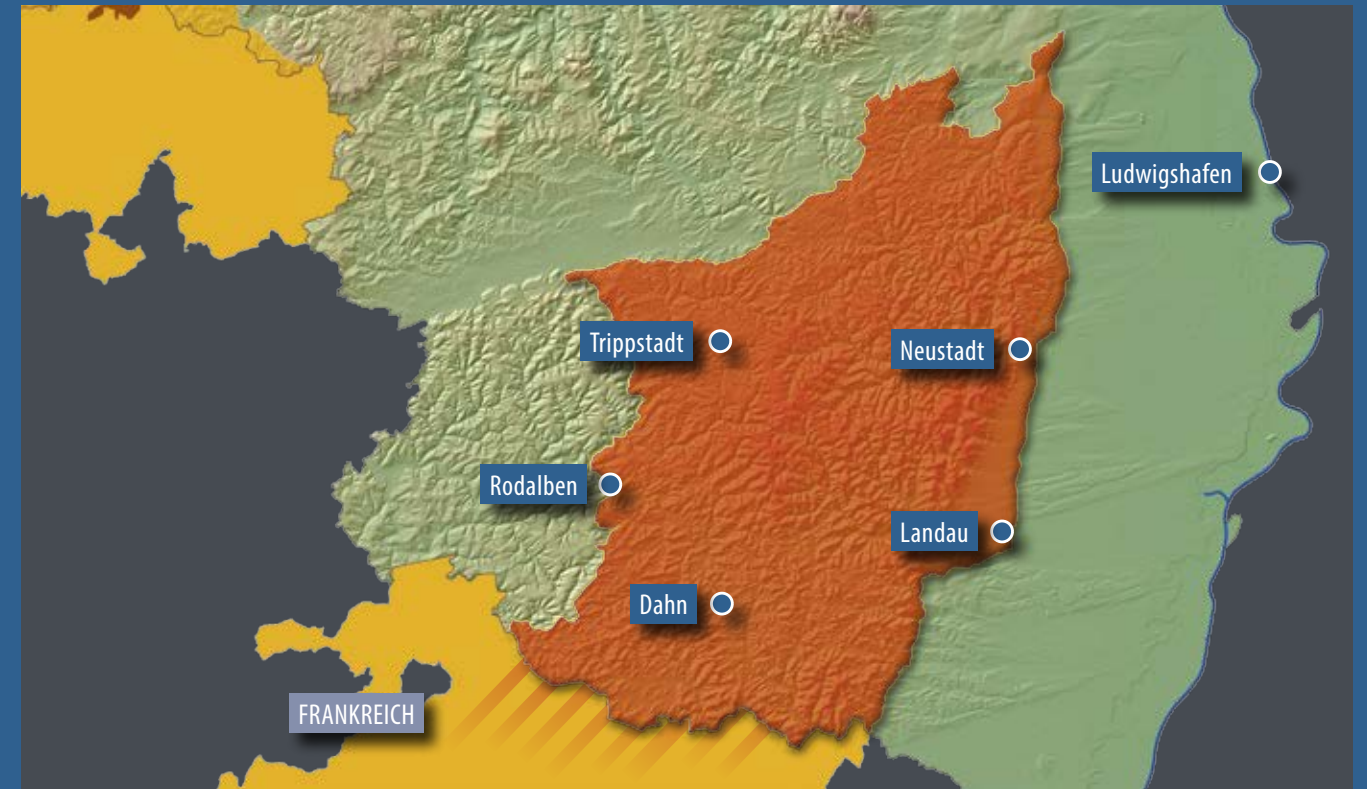 Ludwigshafen
Trippstadt
Neustadt
Rodalben
Landau
Dahn
FRANKREICH